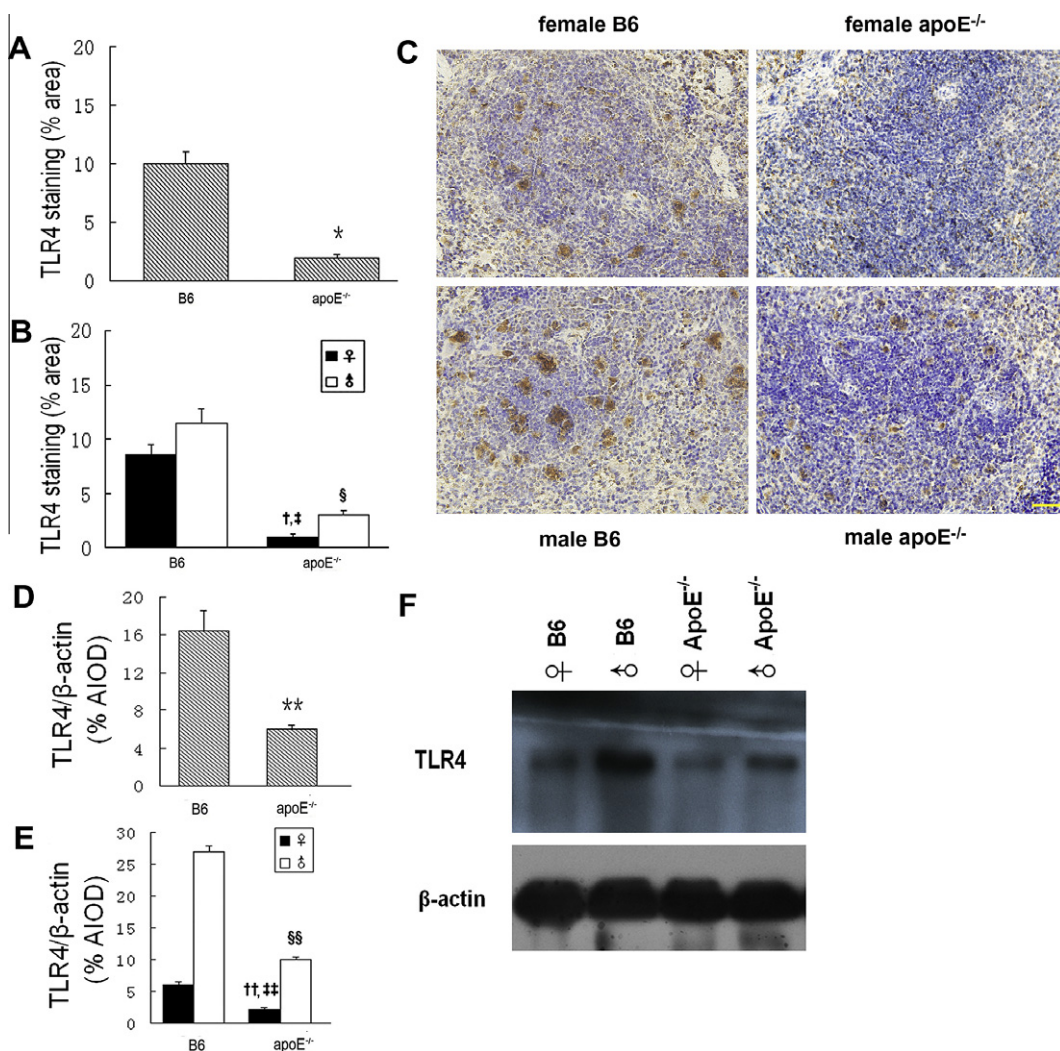 A
TLR4 staining (% area)
20
15
10
5
0
B6
apoE-/-
*
B
TLR4 staining (% area)
20
15
10
5
0
B6
apoE-/-
♀
♂
†,‡
§
C
female B6
female apoE-/-
male B6
male apoE-/-
D
TLR4/β-actin
(% AIOD)
20
16
12
8
4
0
B6
apoE-/-
**
E
TLR4/β-actin
(% AIOD)
30
25
20
15
10
5
0
B6
apoE-/-
♀
♂
††,‡‡
§§
F
♀ B6
♂ B6
♀ ApoE-/-
♂ ApoE-/-
TLR4
β-actin